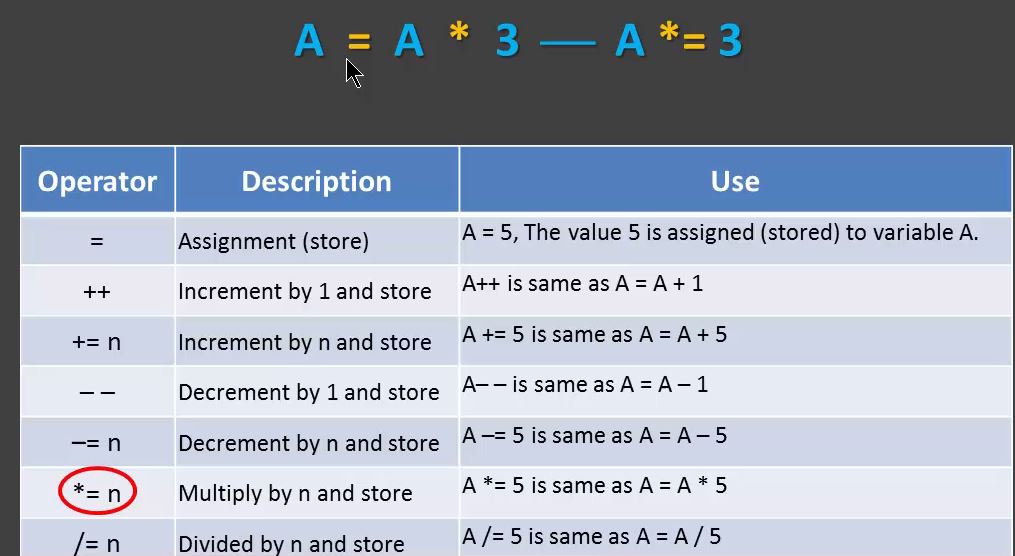 A = A * 3 — A *= 3
Operator Description Use
= Assignment (store) A = 5, The value 5 is assigned (stored) to variable A.
++ Increment by 1 and store A++ is same as A = A + 1
+= n Increment by n and store A += 5 is same as A = A + 5
– – Decrement by 1 and store A– – is same as A = A – 1
–= n Decrement by n and store A –= 5 is same as A = A – 5
*= n Multiply by n and store A *= 5 is same as A = A * 5
/= n Divided by n and store A /= 5 is same as A = A / 5